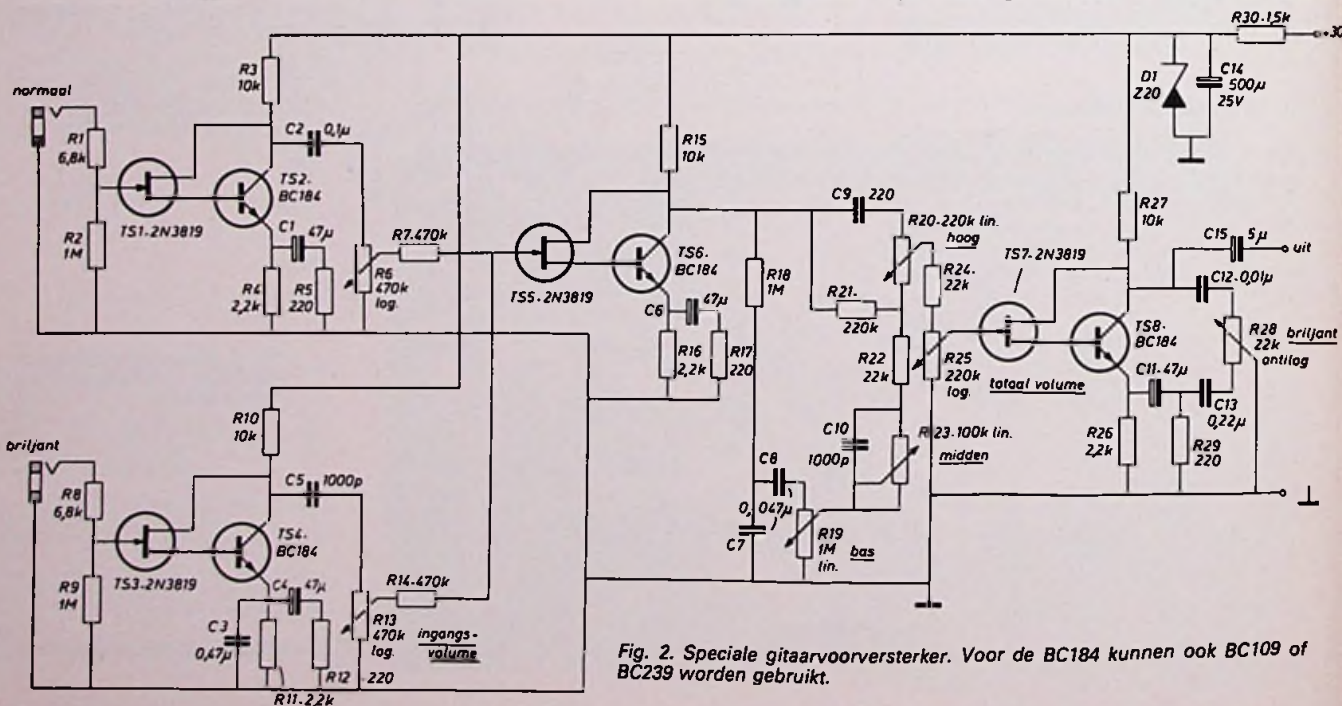 R30-1,5k
+30
normaal
R3
10k
R1
6,8k
C2
0,1µ
TS2-
BC184
R2
1M
TS1-2N3819
C1
47µ
R4
2,2k
R5
220
R6
470k
log.
R7-470k
R15
10k
TS5-2N3819
TS6-
BC184
C6
47µ
R16
2,2k
R17
220
R18
1M
C9
220
R20-220k lin.
hoog
R21-
220k
R24-
22k
R22
22k
R25
220k
log.
totaal volume
C10
1000p
R23-100k lin.
midden
C8
0,047µ
C7
R19
1M
lin.
bas
D1
Z20
C14
500µ
25V
R27
10k
TS7-2N3819
C15
5µ
uit
C12-0,01µ
TS8-
BC184
R28
22k
antilog
briljant
C11-47µ
C13
0,22µ
R26
2,2k
R29
220
briljant
R10
10k
R8
6,8k
C5
1000p
TS4-
BC184
R9
1M
TS3-2N3819
C4
47µ
C3
0,47µ
R12
220
R11-2,2k
R13
470k
log.
R14-470k
ingangs-
volume
Fig. 2. Speciale gitaarvoorversterker. Voor de BC184 kunnen ook BC109 of
BC239 worden gebruikt.